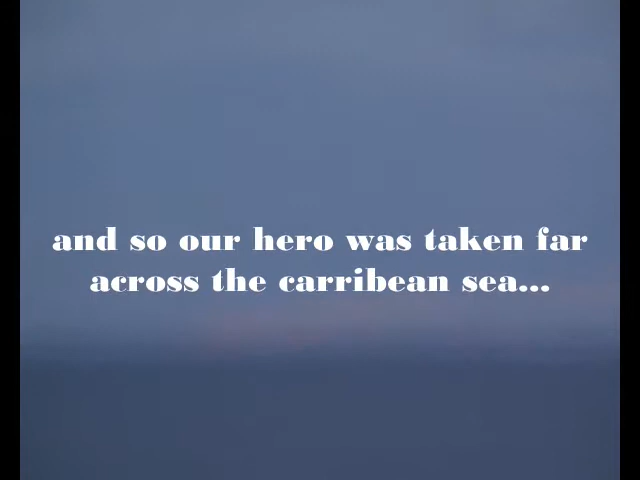 and so our hero was taken far
across the carribean sea...